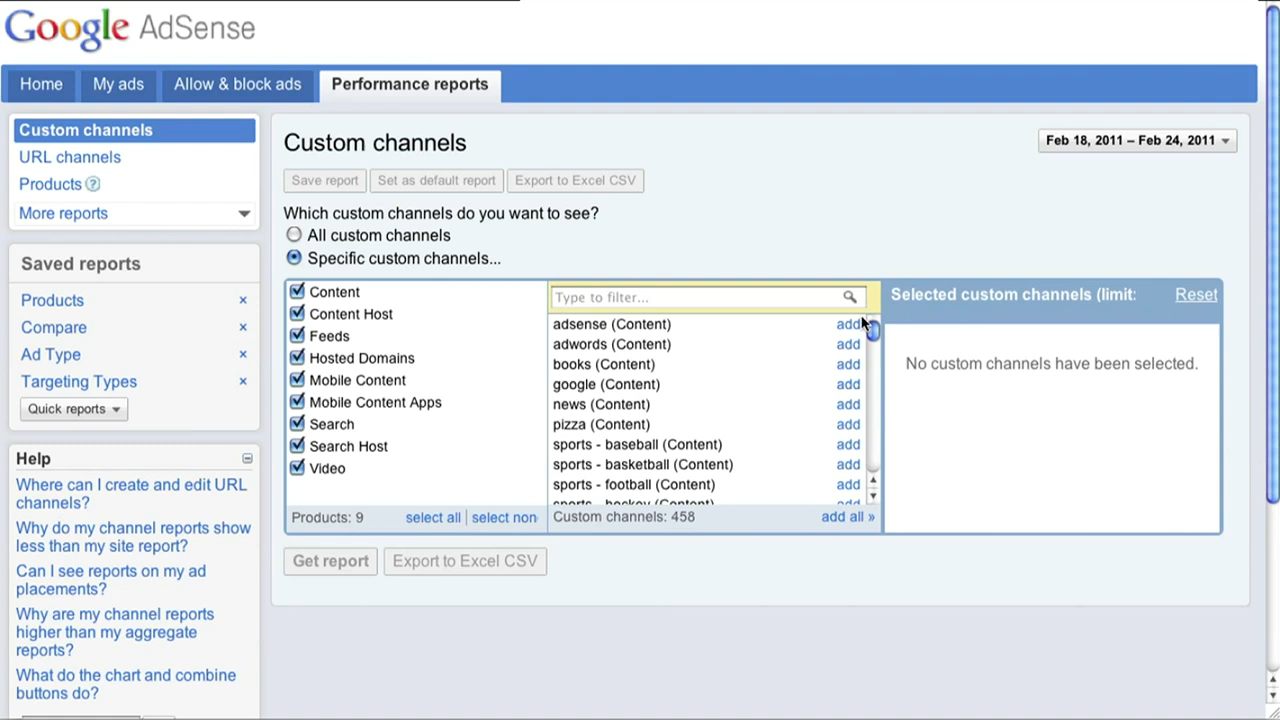 Google AdSense
Home
My ads
Allow & block ads
Performance reports
Custom channels
URL channels
Products ?
More reports
Saved reports
Products ×
Compare ×
Ad Type ×
Targeting Types ×
Quick reports
Help
Where can I create and edit URL
channels?
Why do my channel reports show
less than my site report?
Can I see reports on my ad
placements?
Why are my channel reports
higher than my aggregate
reports?
What do the chart and combine
buttons do?
Custom channels
Feb 18, 2011 – Feb 24, 2011
Save report
Set as default report
Export to Excel CSV
Which custom channels do you want to see?
All custom channels
Specific custom channels...
Content
Content Host
Feeds
Hosted Domains
Mobile Content
Mobile Content Apps
Search
Search Host
Video
Products: 9 select all | select non
Type to filter...
adsense (Content) add
adwords (Content) add
books (Content) add
google (Content) add
news (Content) add
pizza (Content) add
sports - baseball (Content) add
sports - basketball (Content) add
sports - football (Content) add
sports - hockey (Content) add
Custom channels: 458 add all »
Selected custom channels (limit: Reset
No custom channels have been selected.
Get report
Export to Excel CSV